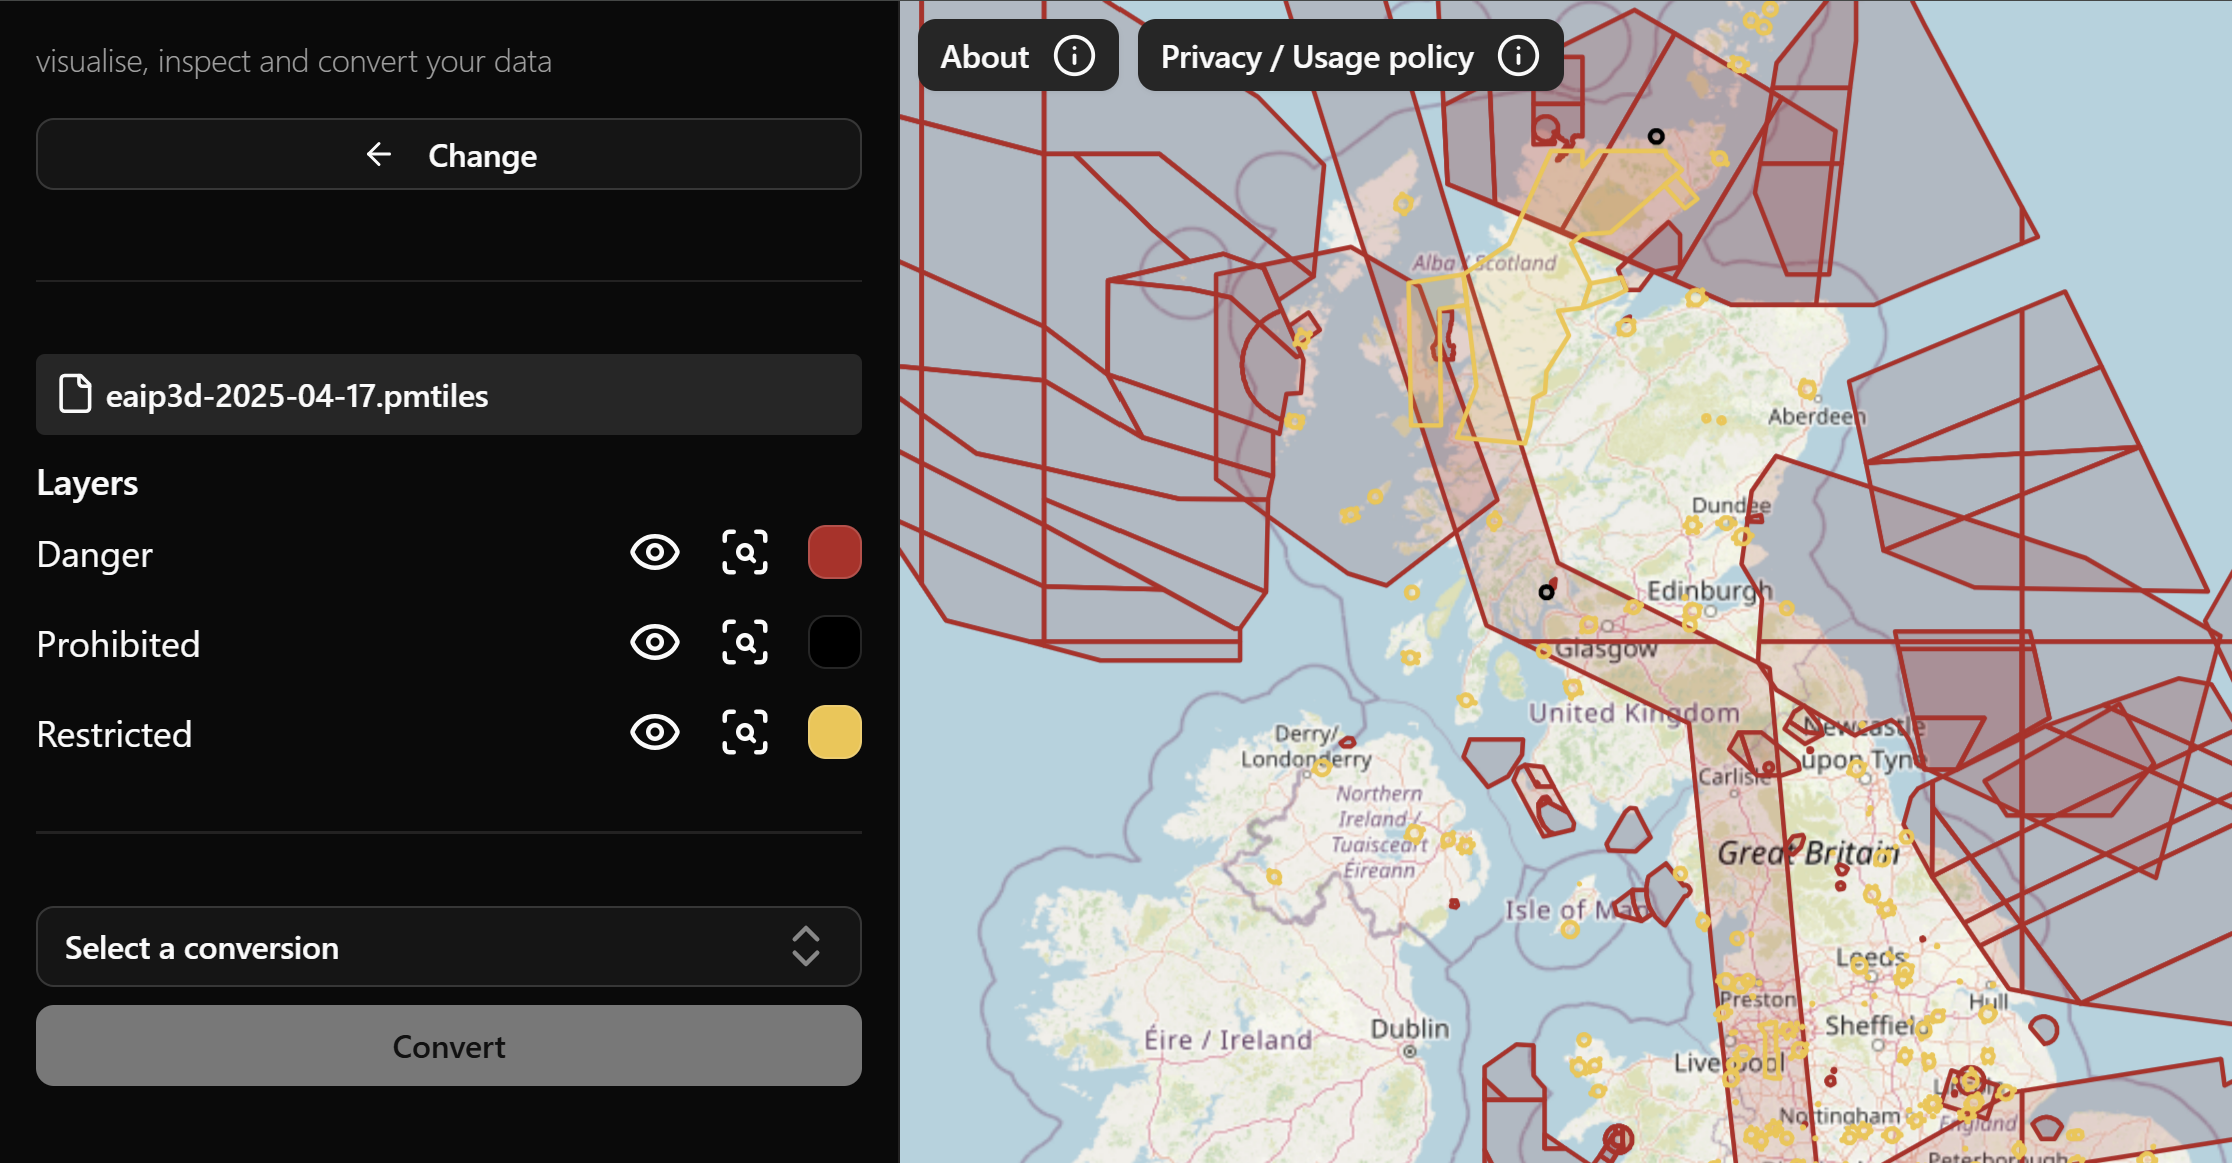 visualise, inspect and convert your data
Change
eaip3d-2025-04-17.pmtiles
Layers
Danger
Prohibited
Restricted
Select a conversion
Convert
About
Privacy / Usage policy
Alba / Scotland
Aberdeen
Dundee
Edinburgh
Glasgow
United Kingdom
Derry/
Londonderry
Newcastle
upon Tyne
Carlisle
Northern
Ireland /
Tuaisceart
Éireann
Great Britain
Isle of Man
Leeds
Preston
Hull
Sheffield
Dublin
Éire / Ireland
Liverpool
Nottingham
England
Peterborough